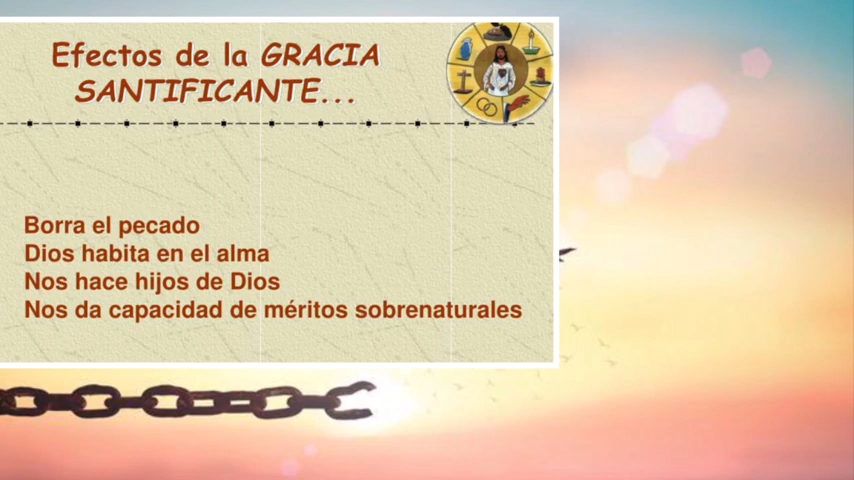 Efectos de la GRACIA
SANTIFICANTE...
Borra el pecado
Dios habita en el alma
Nos hace hijos de Dios
Nos da capacidad de méritos sobrenaturales